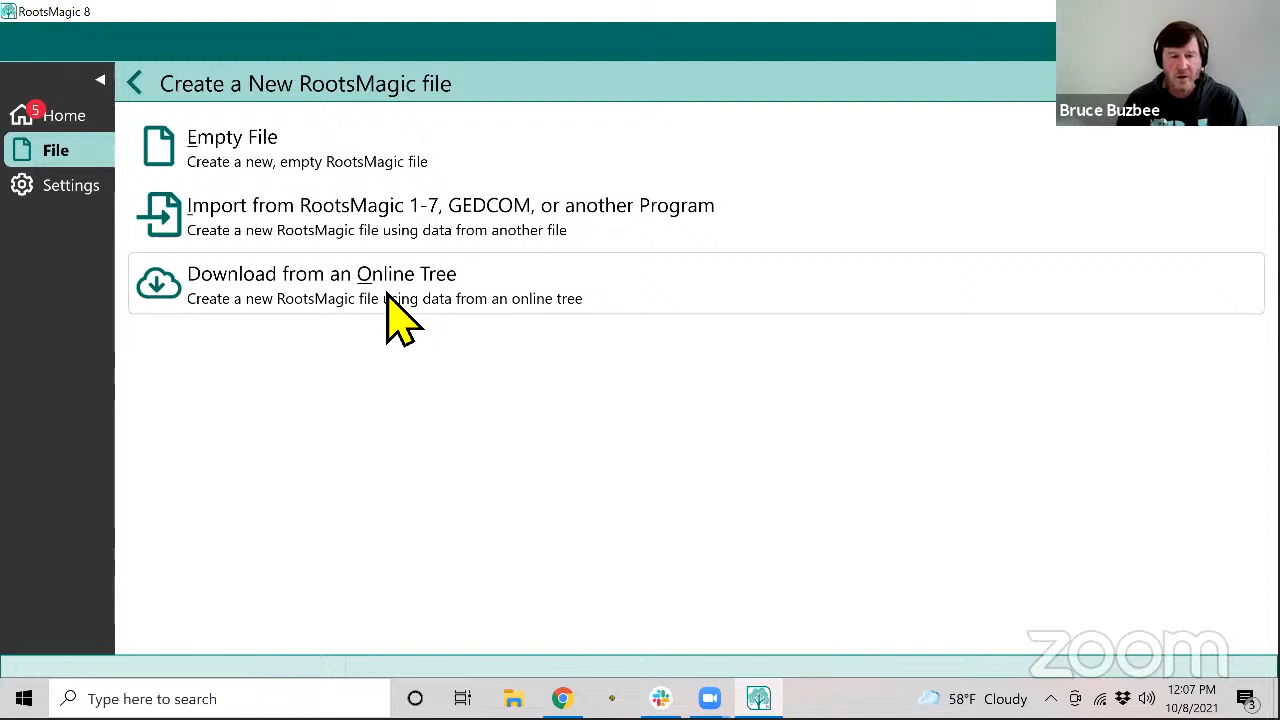 RootsMagic 8
Create a New RootsMagic file
Bruce Buzbee
5
Home
File
Settings
Empty File
Create a new, empty RootsMagic file
Import from RootsMagic 1-7, GEDCOM, or another Program
Create a new RootsMagic file using data from another file
Download from an Online Tree
Create a new RootsMagic file using data from an online tree
zoom
Type here to search
58°F Cloudy
12:07 PM
10/8/2021
3